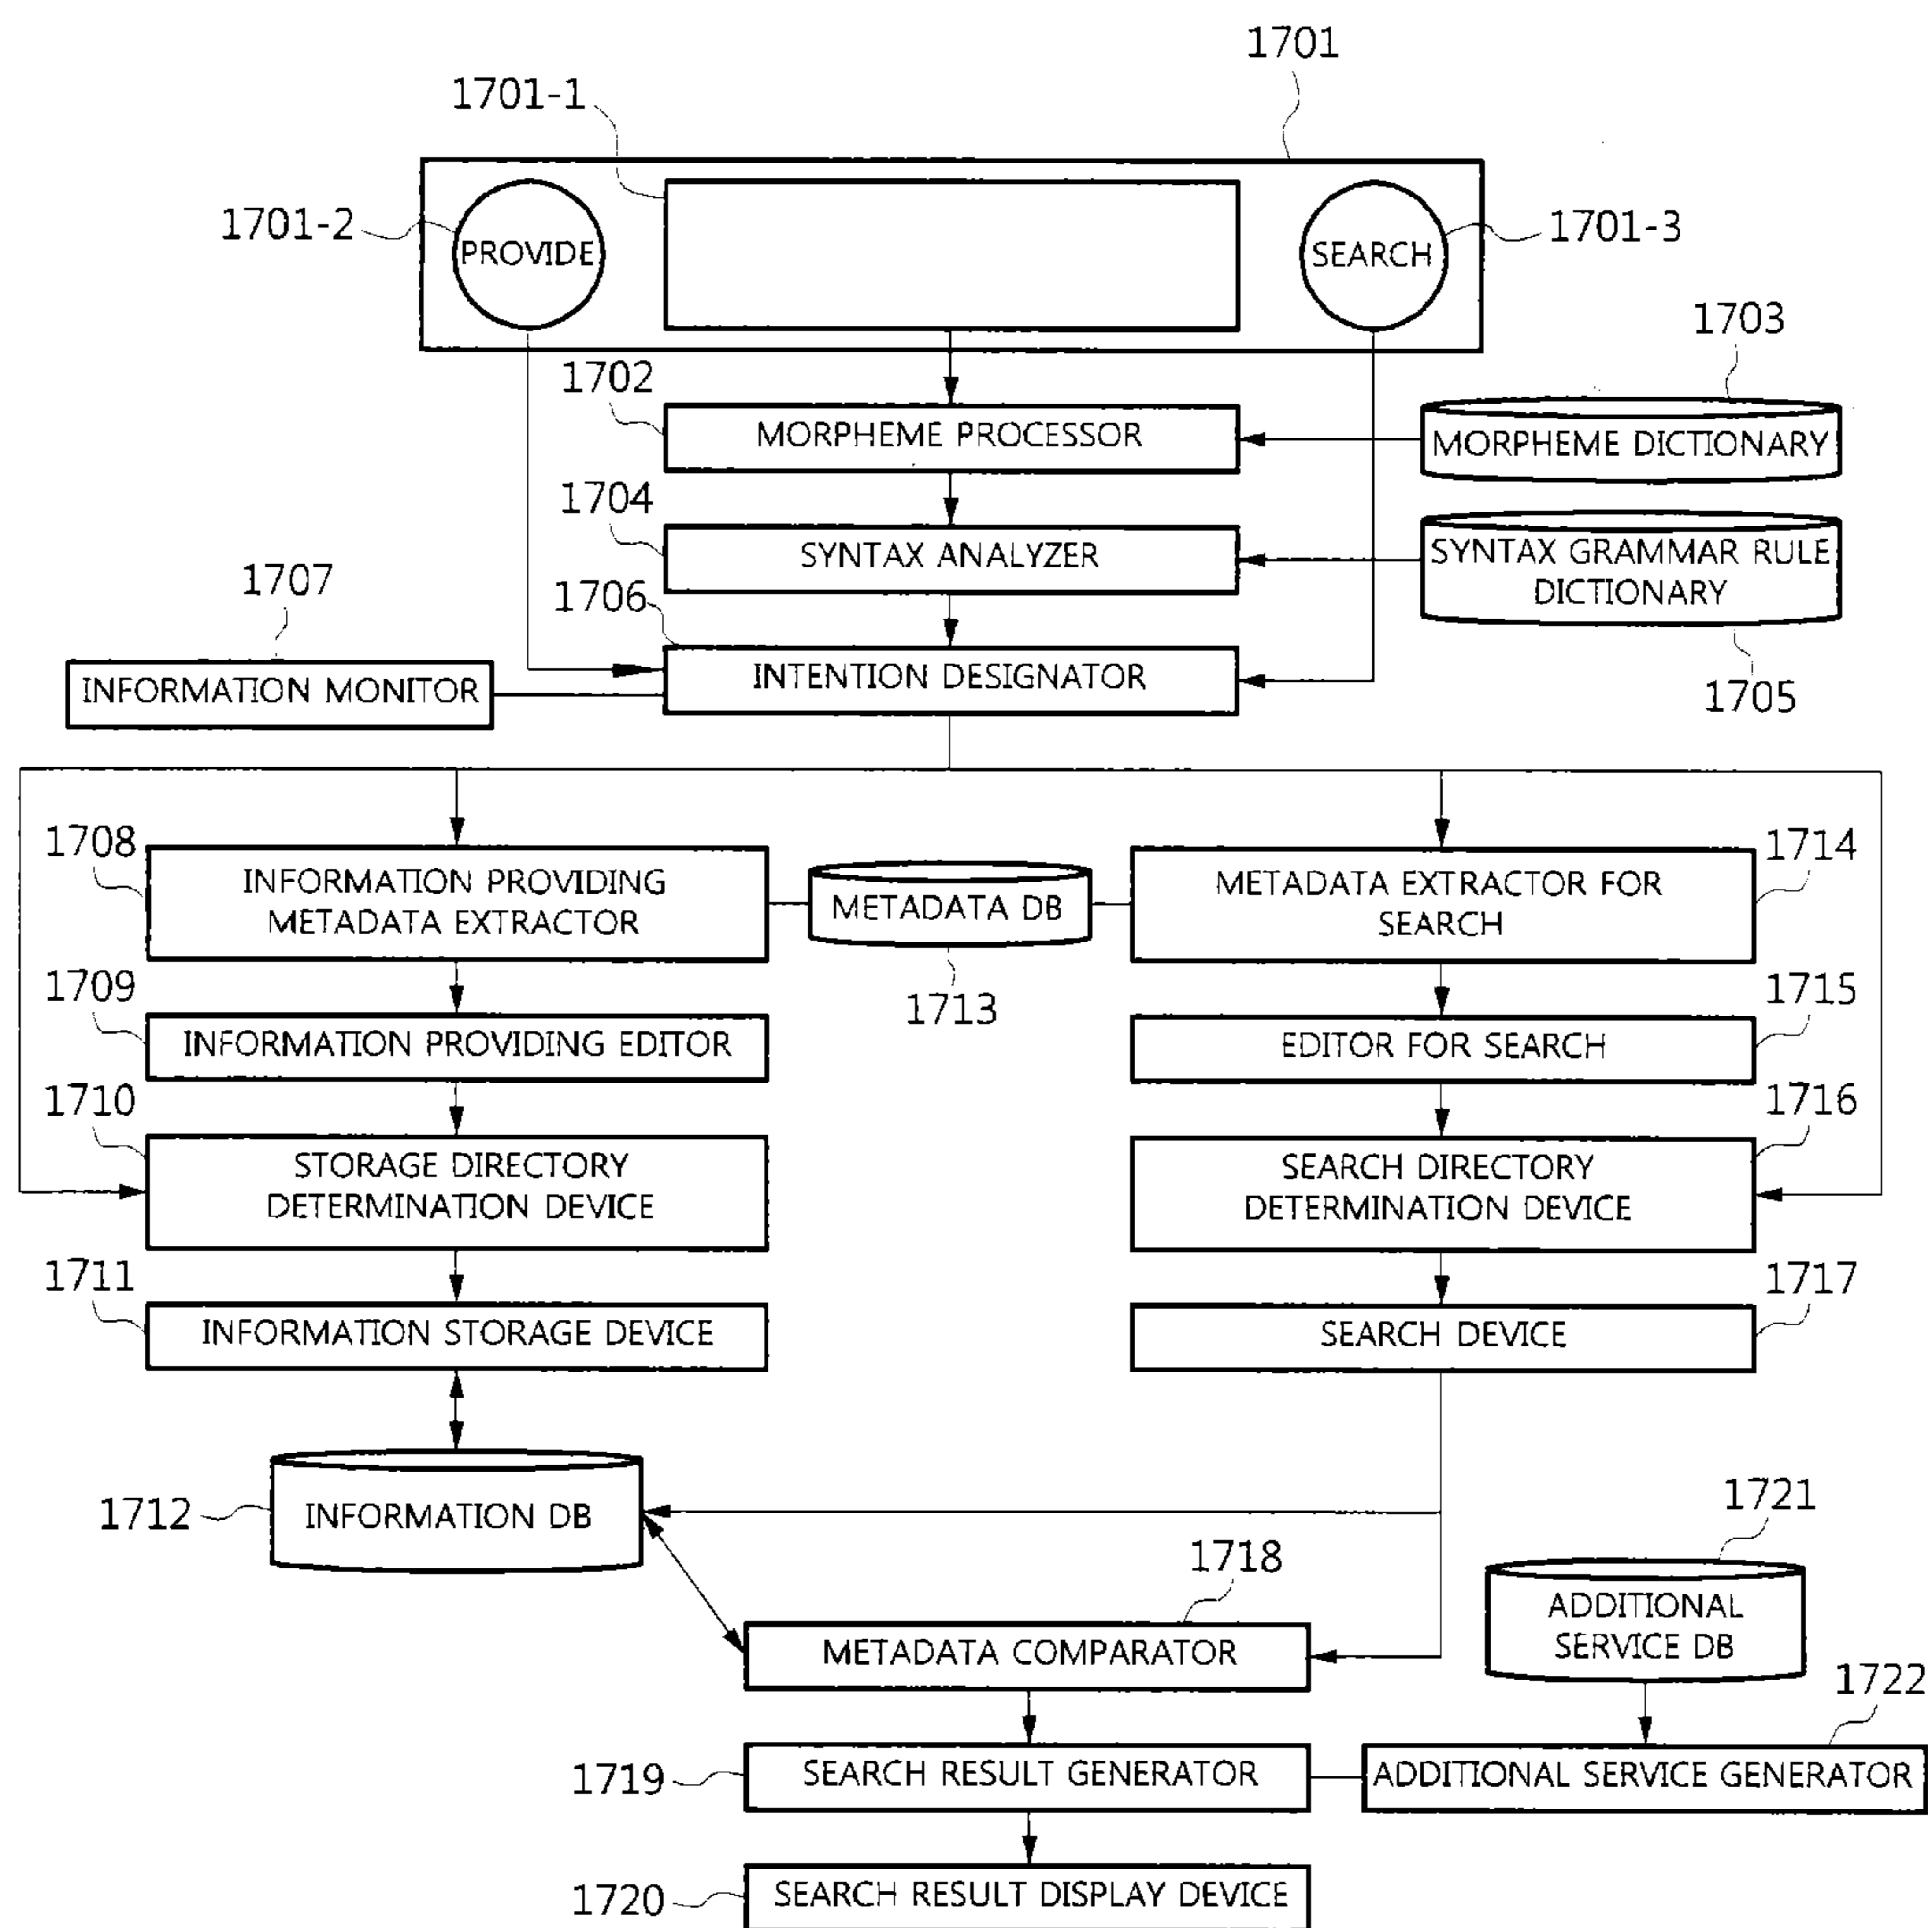 1701
1701-1
1701-2
PROVIDE
SEARCH
1701-3
1703
1702
MORPHEME PROCESSOR
MORPHEME DICTIONARY
1704
SYNTAX ANALYZER
SYNTAX GRAMMAR RULE
DICTIONARY
1705
1707
1706
INFORMATION MONITOR
INTENTION DESIGNATOR
1708
INFORMATION PROVIDING
METADATA EXTRACTOR
METADATA DB
1713
METADATA EXTRACTOR FOR
SEARCH
1714
1709
INFORMATION PROVIDING EDITOR
EDITOR FOR SEARCH
1715
1710
STORAGE DIRECTORY
DETERMINATION DEVICE
SEARCH DIRECTORY
DETERMINATION DEVICE
1716
1711
INFORMATION STORAGE DEVICE
SEARCH DEVICE
1717
1712
INFORMATION DB
1721
ADDITIONAL
SERVICE DB
1718
METADATA COMPARATOR
1722
1719
SEARCH RESULT GENERATOR
ADDITIONAL SERVICE GENERATOR
1720
SEARCH RESULT DISPLAY DEVICE